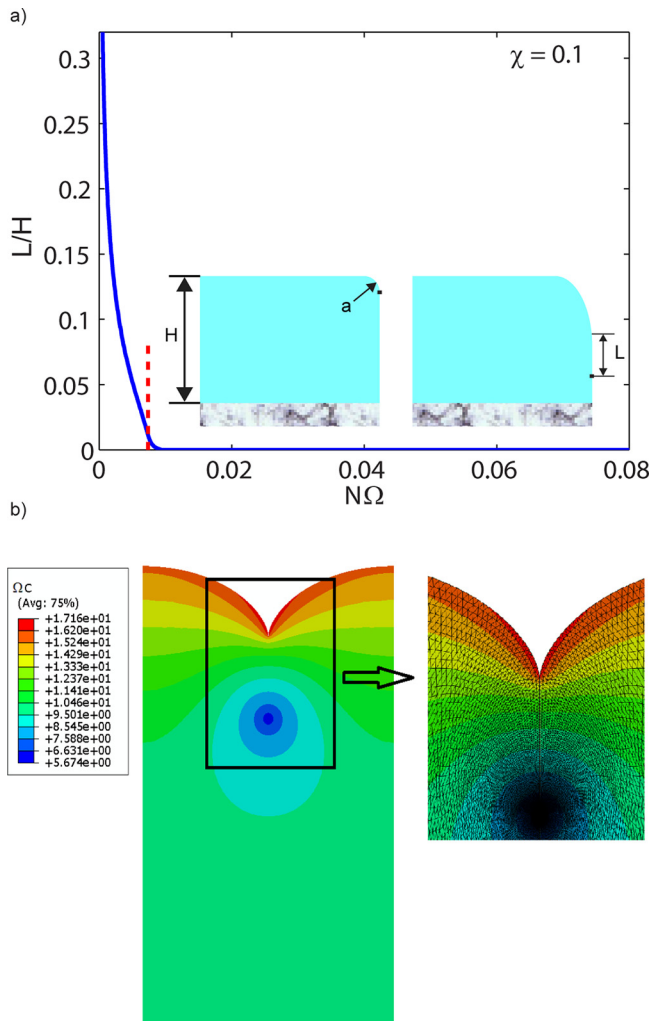 a)
χ = 0.1
0.3
0.25
0.2
0.15
0.1
0.05
0
L/H
H
a
L
0
0.02
0.04
0.06
0.08
NΩ
b)
Ωc
(Avg: 75%)
+1.716e+01
+1.620e+01
+1.524e+01
+1.429e+01
+1.333e+01
+1.237e+01
+1.141e+01
+1.046e+01
+9.501e+00
+8.545e+00
+7.588e+00
+6.631e+00
+5.674e+00